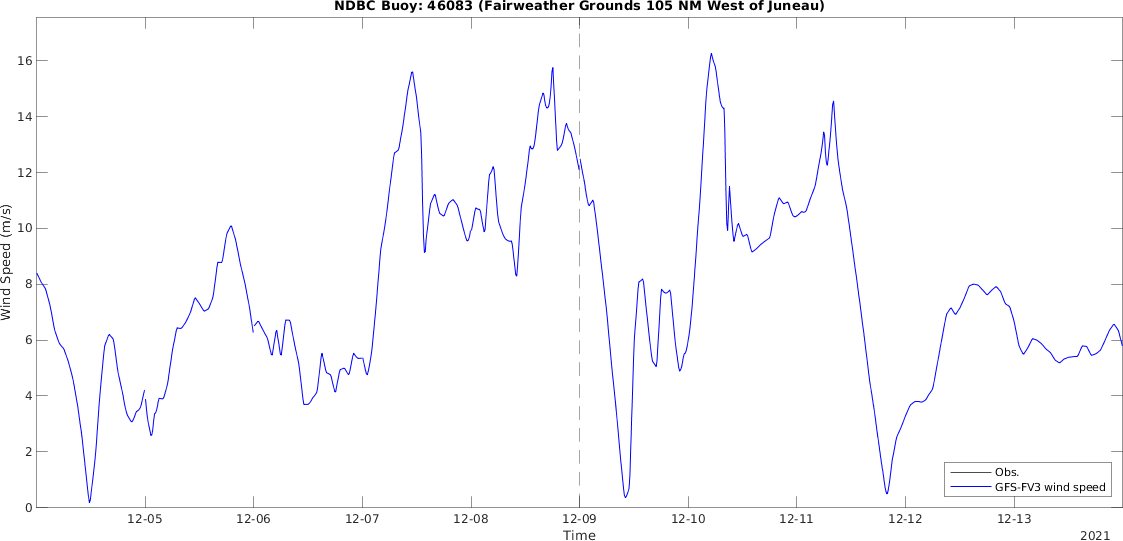 NDBC Buoy: 46083 (Fairweather Grounds 105 NM West of Juneau)
Wind Speed (m/s)
16
14
12
10
8
6
4
2
0
12-05 12-06 12-07 12-08 12-09 12-10 12-11 12-12 12-13
Time
2021
Obs.
GFS-FV3 wind speed